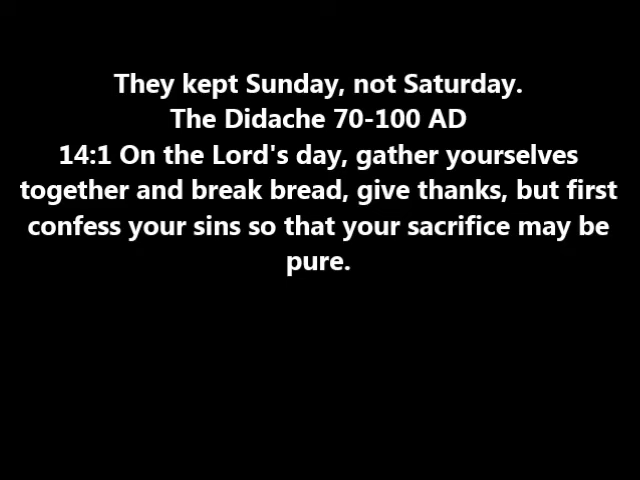 They kept Sunday, not Saturday.
The Didache 70-100 AD
14:1 On the Lord's day, gather yourselves
together and break bread, give thanks, but first
confess your sins so that your sacrifice may be
pure.